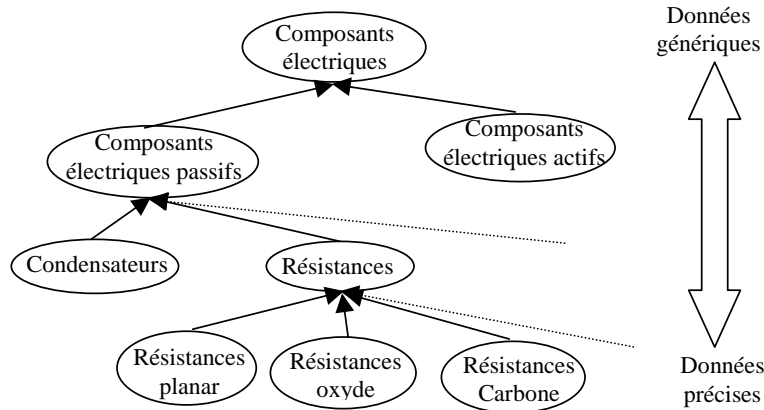 Composants
électriques
Données
génériques
Composants
électriques passifs
Composants
électriques actifs
Condensateurs
Résistances
Résistances
planar
Résistances
oxyde
Résistances
Carbone
Données
précises